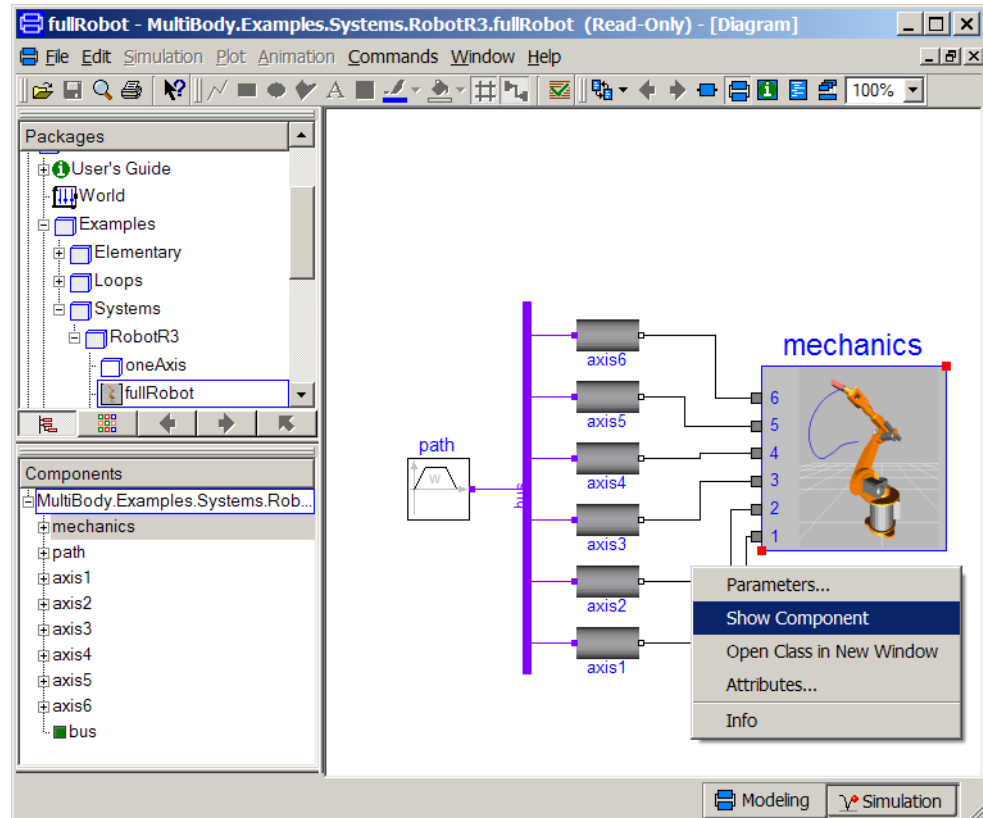 fullRobot - MultiBody.Examples.Systems.RobotR3.fullRobot (Read-Only) - [Diagram]
File Edit Simulation Plot Animation Commands Window Help
A
100%
Packages
User's Guide
World
Examples
Elementary
Loops
Systems
RobotR3
oneAxis
fullRobot
Components
MultiBody.Examples.Systems.Rob...
mechanics
path
axis1
axis2
axis3
axis4
axis5
axis6
bus
path
w
bus
axis6
axis5
axis4
axis3
axis2
axis1
mechanics
6
5
4
3
2
1
Parameters...
Show Component
Open Class in New Window
Attributes...
Info
Modeling
Simulation